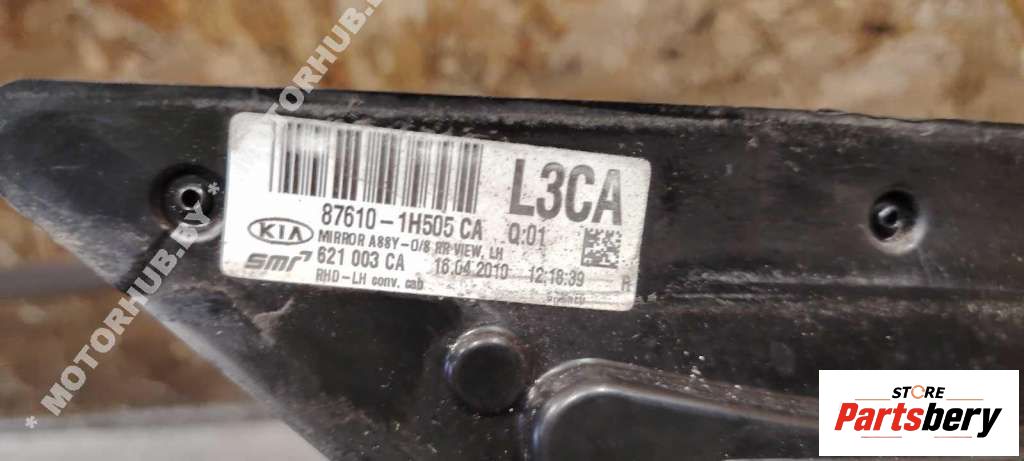 * MOTORHUB.BY *
MOTORHUB.BY
L3CA
87610-1H505 CA Q:01
KIA MIRROR ASSY-O/S RR VIEW, LH
smr 621 003 CA 16.04.2010 12:18:39
RHD-LH conv. cab R
STORE
Partsbery